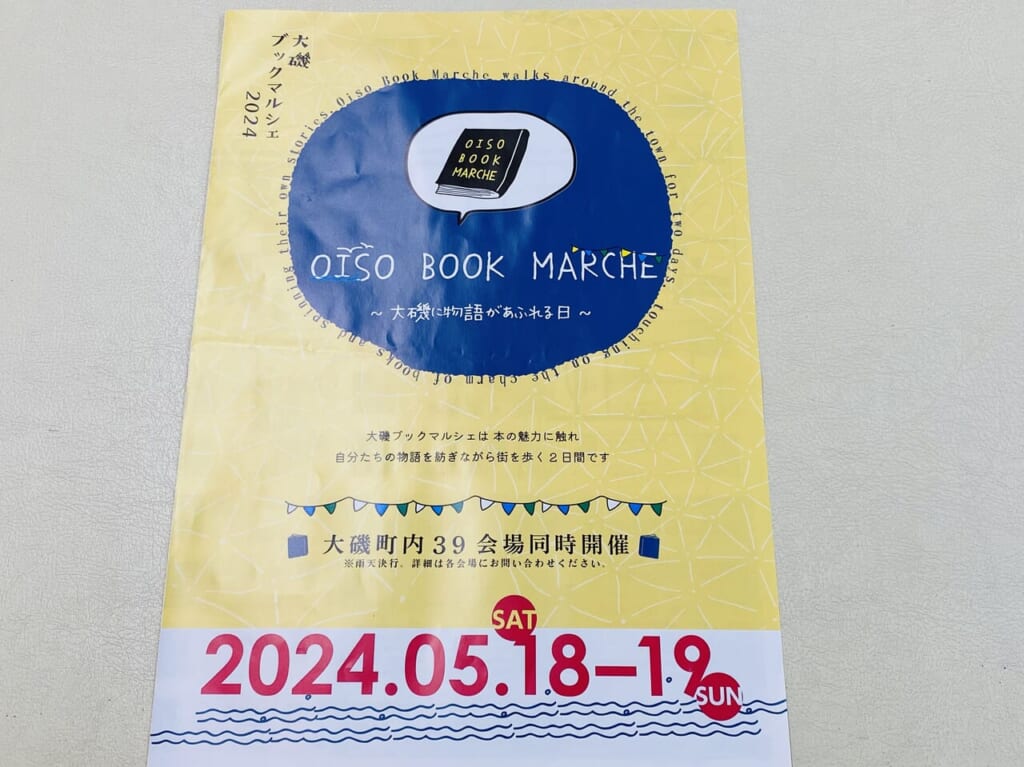 大磯
ブックマルシェ
2024
Oiso Book Marche walks around the town for two days, touching on the charm of books and spinning their own stories.
OISO
BOOK
MARCHE
OISO BOOK MARCHE
～大磯に物語があふれる日～
大磯ブックマルシェは 本の魅力に触れ
自分たちの物語を紡ぎながら街を歩く２日間です
大磯町内39会場同時開催
※雨天決行。詳細は各会場にお問い合わせください。
SAT
2024.05.18–19
SUN